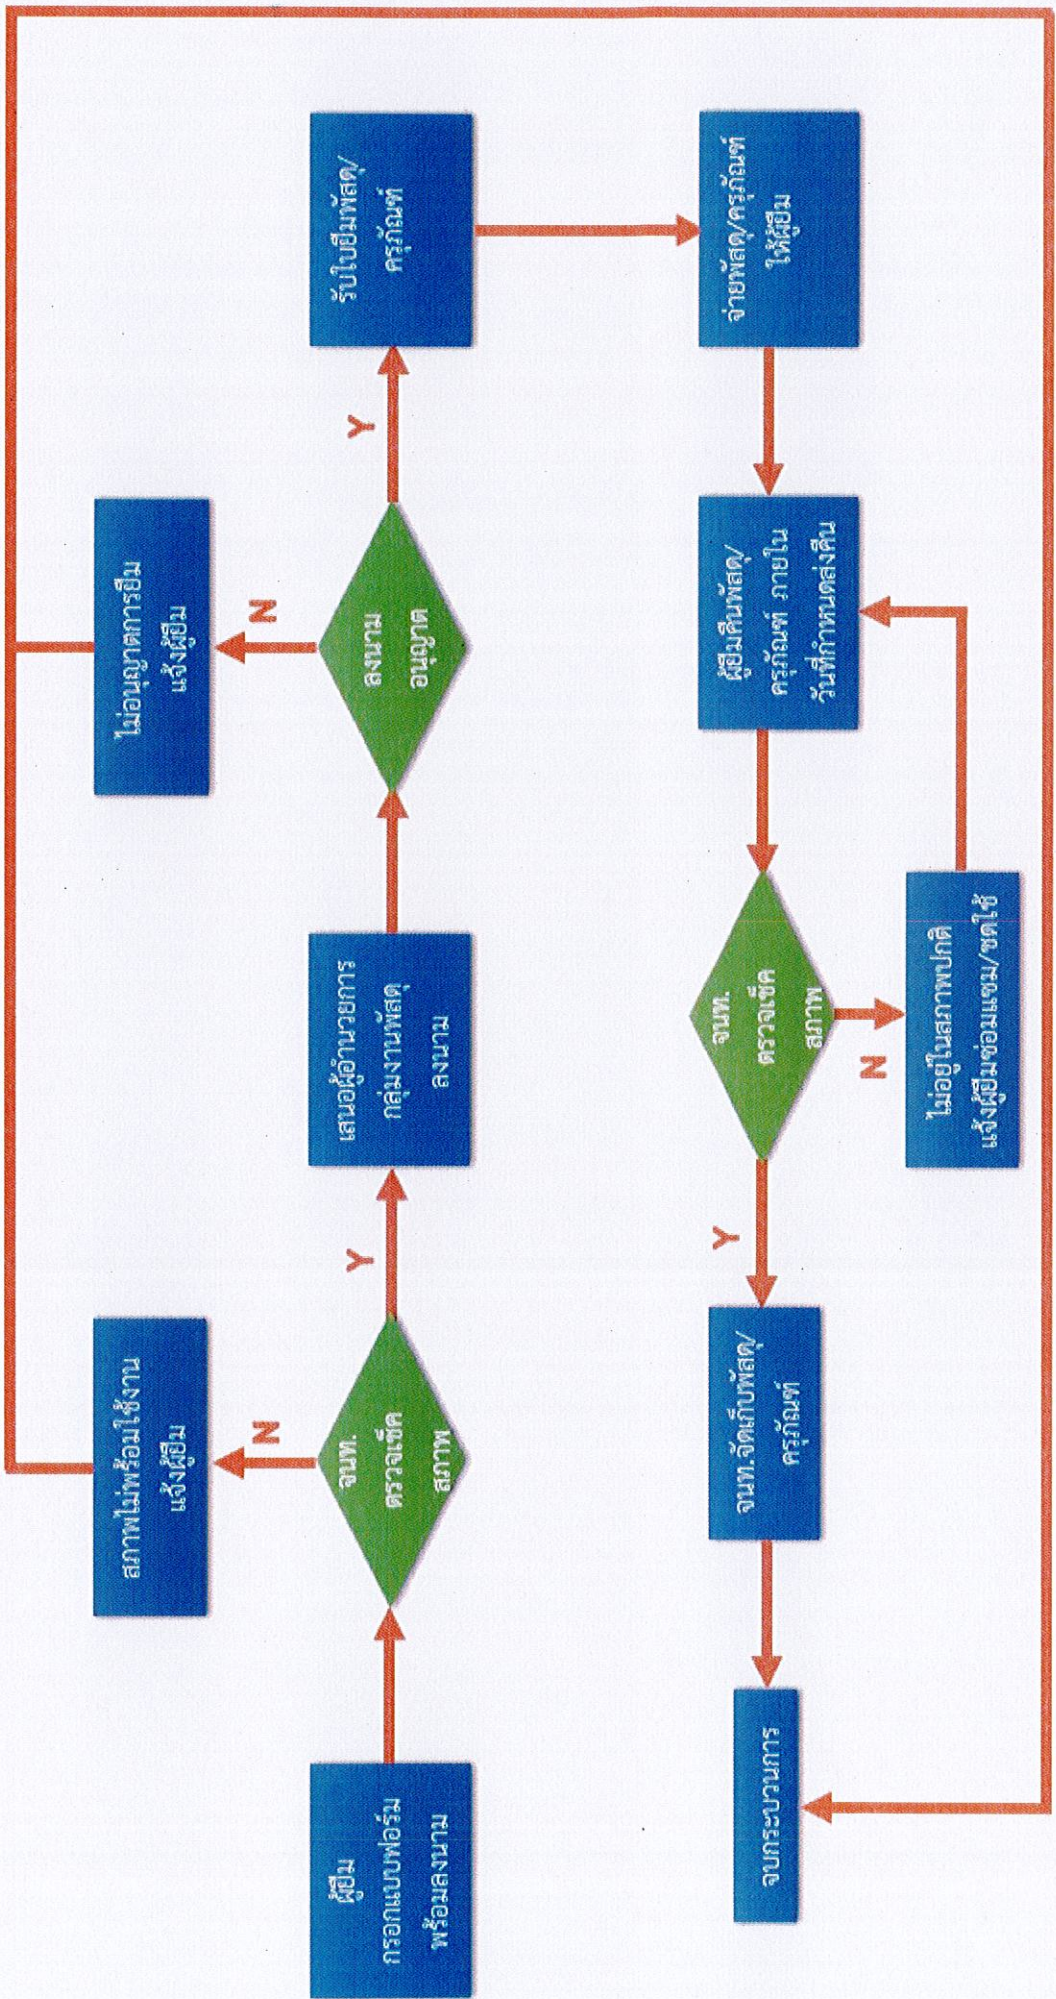 ผู้ยืม
กรอกแบบฟอร์ม
พร้อมลงนาม
จนท.
ตรวจเช็ค
สภาพ
N
สภาพไม่พร้อมใช้งาน
แจ้งผู้ยืม
Y
เสนอผู้อำนวยการ
กลุ่มงานพัสดุ
ลงนาม
ลงนาม
อนุญาต
N
ไม่อนุญาตการยืม
แจ้งผู้ยืม
Y
รับใบยืมพัสดุ/
ครุภัณฑ์
จ่ายพัสดุ/ครุภัณฑ์
ให้ผู้ยืม
ผู้ยืมคืนพัสดุ/
ครุภัณฑ์ ภายใน
วันที่กำหนดส่งคืน
จนท.
ตรวจเช็ค
สภาพ
N
ไม่อยู่ในสภาพปกติ
แจ้งผู้ยืมซ่อมแซม/ชดใช้
Y
จนท.จัดเก็บพัสดุ/
ครุภัณฑ์
จบกระบวนการ